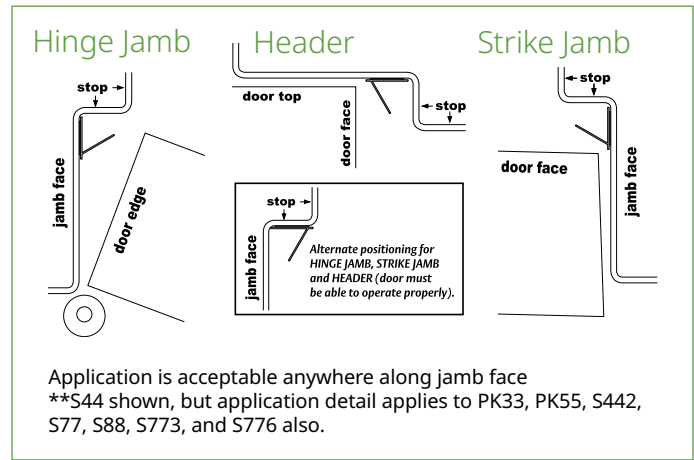 Hinge Jamb
stop
jamb face
door edge
Header
door top
door face
stop
Strike Jamb
stop
door face
jamb face
stop
jamb face
Alternate positioning for
HINGE JAMB, STRIKE JAMB
and HEADER (door must
be able to operate properly).
Application is acceptable anywhere along jamb face
**S44 shown, but application detail applies to PK33, PK55, S442,
S77, S88, S773, and S776 also.